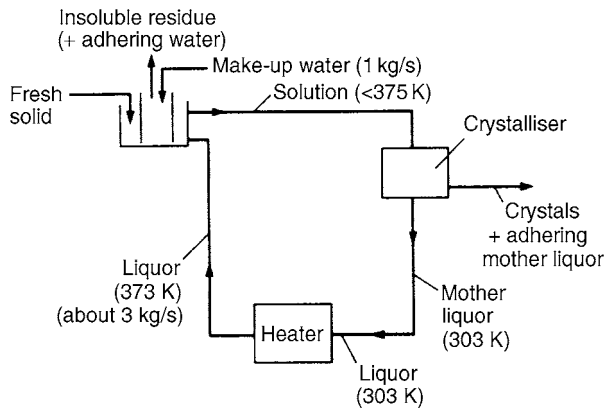 Insoluble residue
(+ adhering water)
Make-up water (1 kg/s)
Solution (<375 K)
Fresh
solid
Crystalliser
Crystals
+ adhering
mother liquor
Liquor
(373 K)
(about 3 kg/s)
Mother
liquor
(303 K)
Heater
Liquor
(303 K)